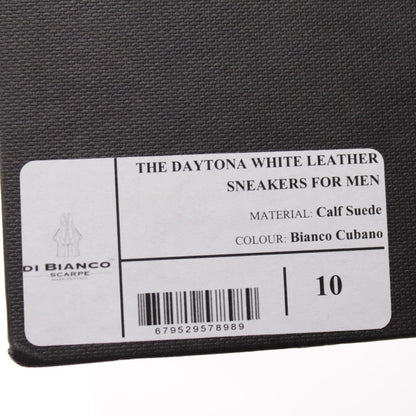 THE DAYTONA WHITE LEATHER
SNEAKERS FOR MEN
MATERIAL: Calf Suede
COLOUR: Bianco Cubano
DI BIANCO
SCARPE
10
679529578989